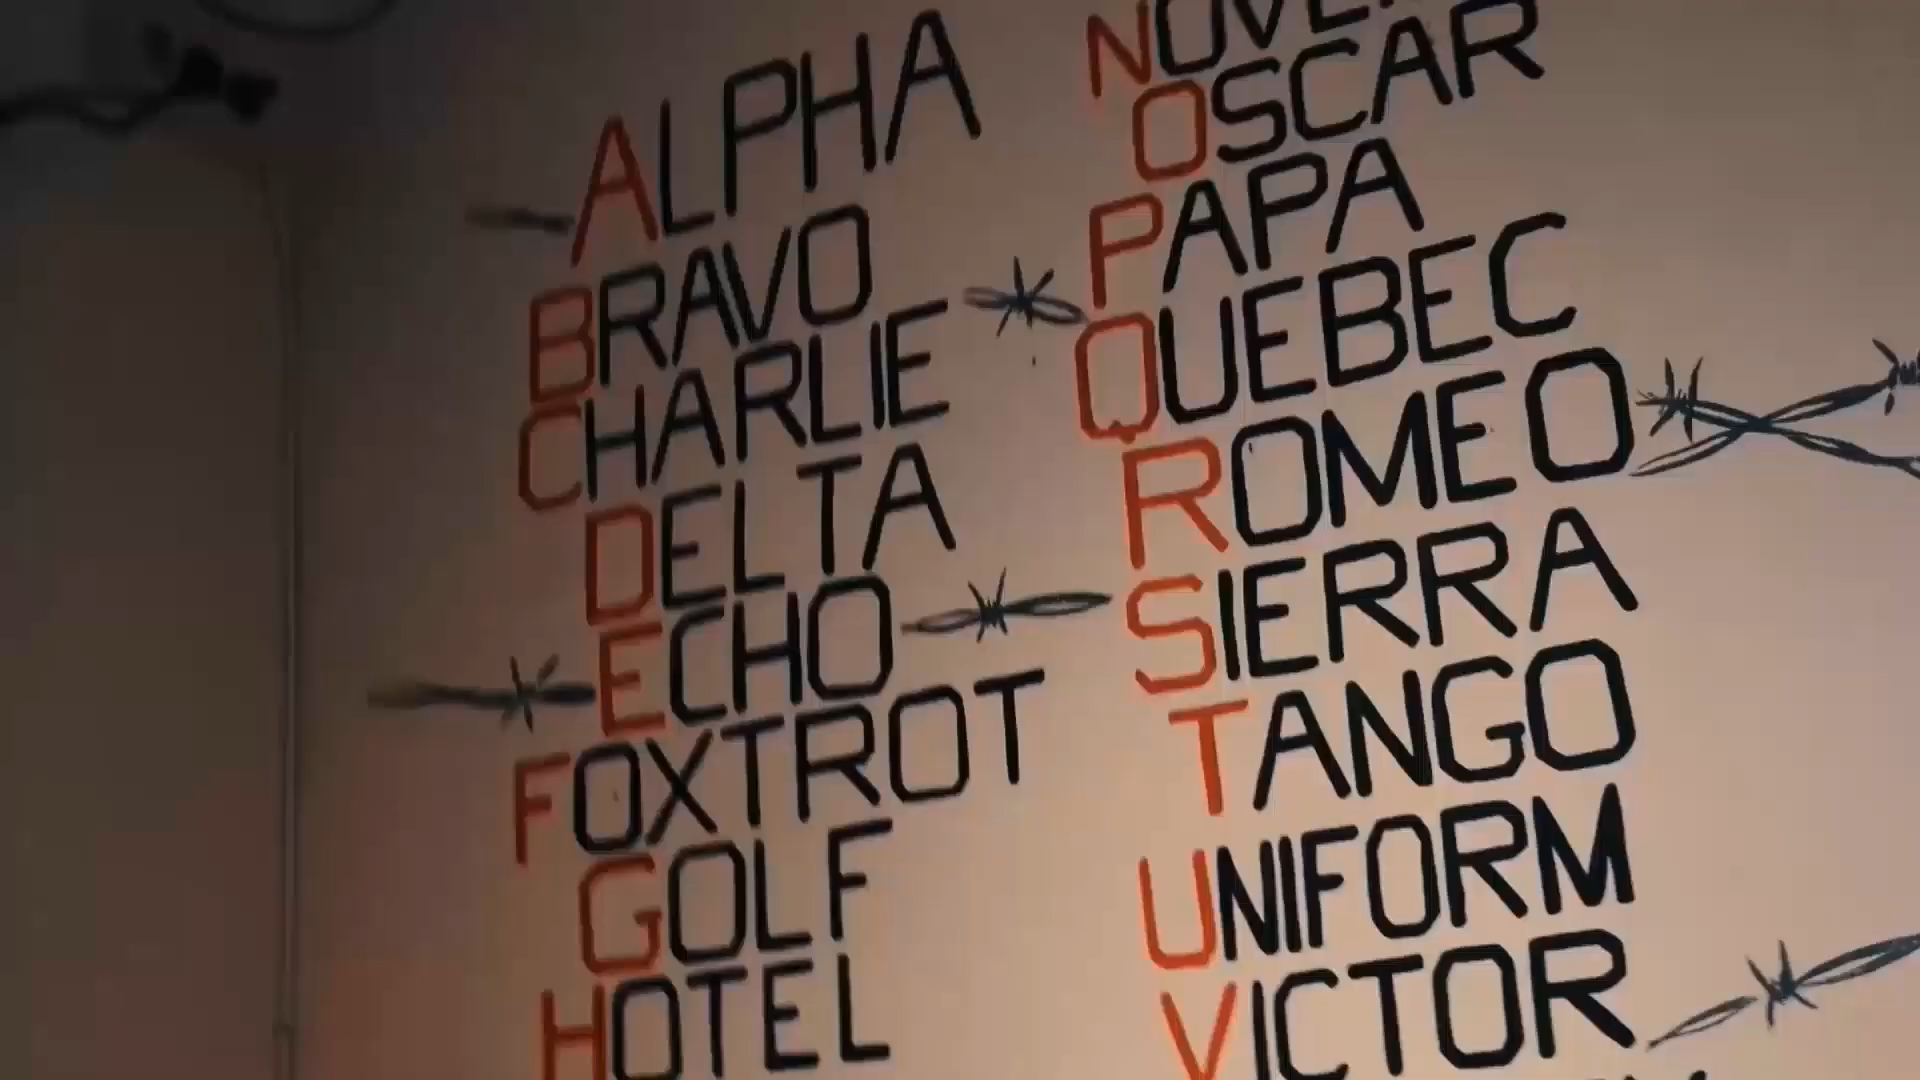 ALPHA
BRAVO
CHARLIE
DELTA
ECHO
FOXTROT
GOLF
HOTEL
OSCAR
PAPA
QUEBEC
ROMEO
SIERRA
TANGO
UNIFORM
VICTOR